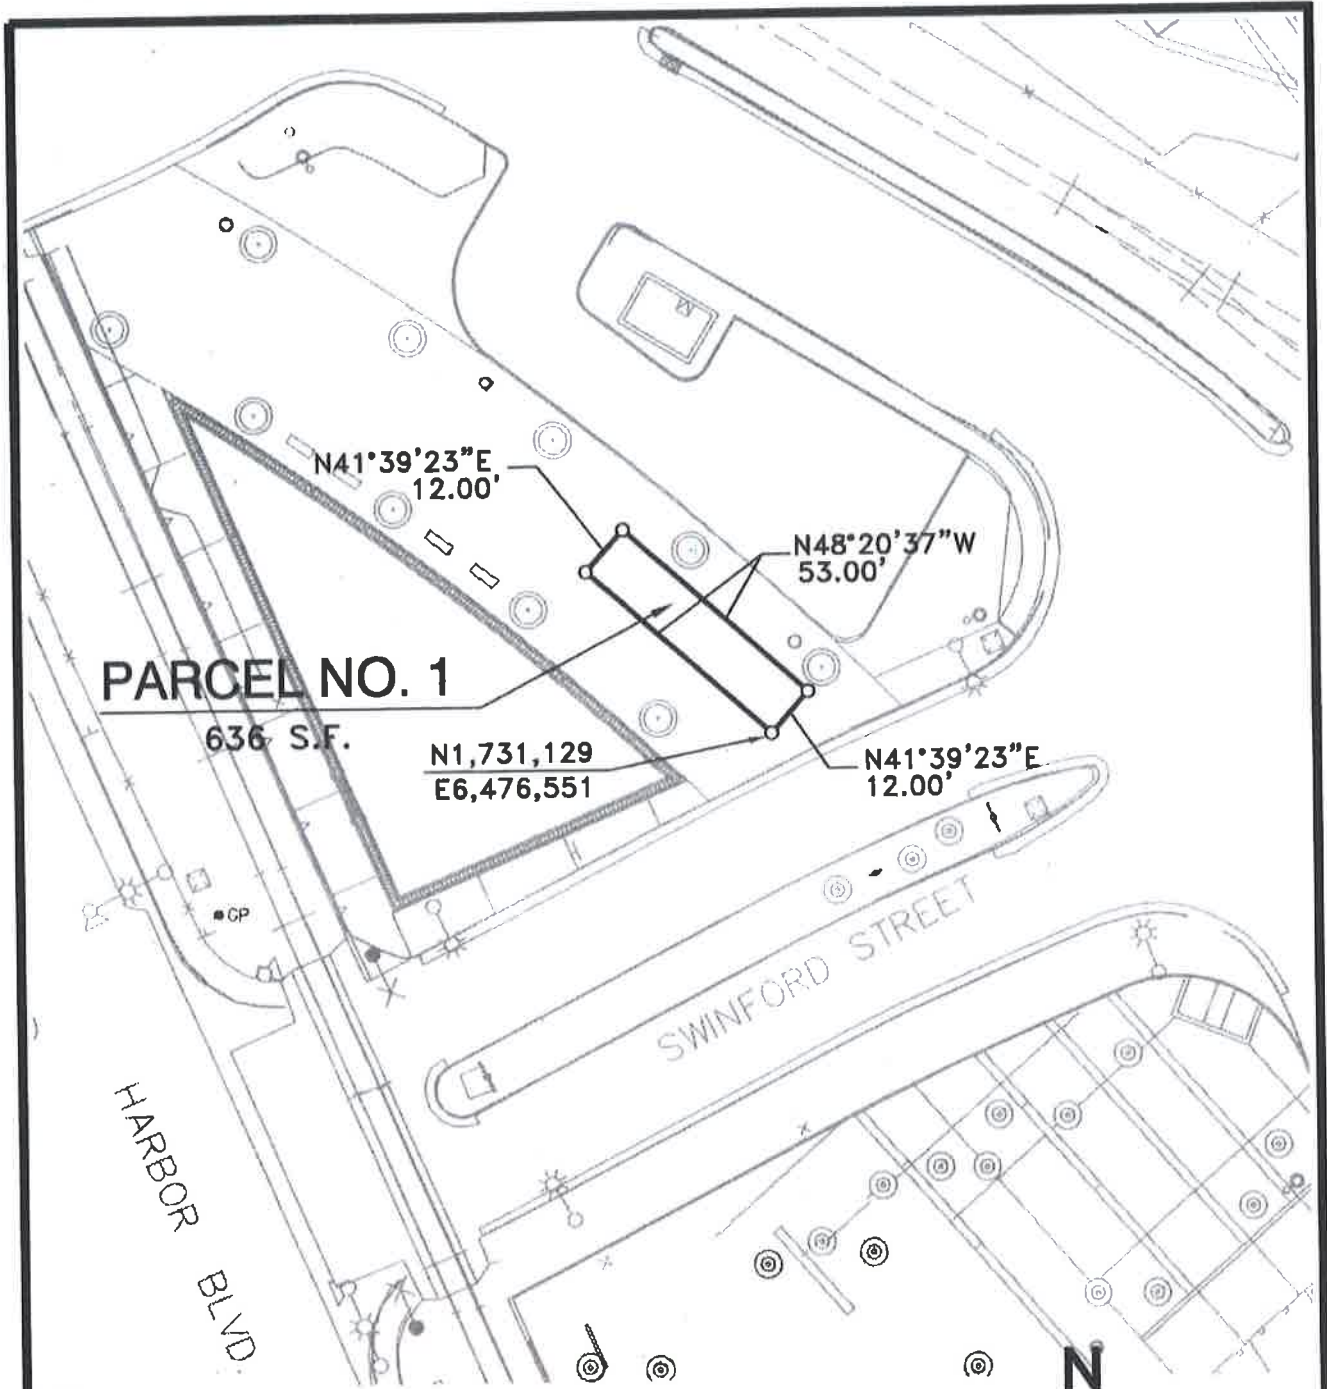 N41°39'23"E
12.00'
N48°20'37"W
53.00'
PARCEL NO. 1
636 S.F.
N1,731,129
E6,476,551
N41°39'23"E
12.00'
GP
SWINFORD STREET
HARBOR BLVD
N